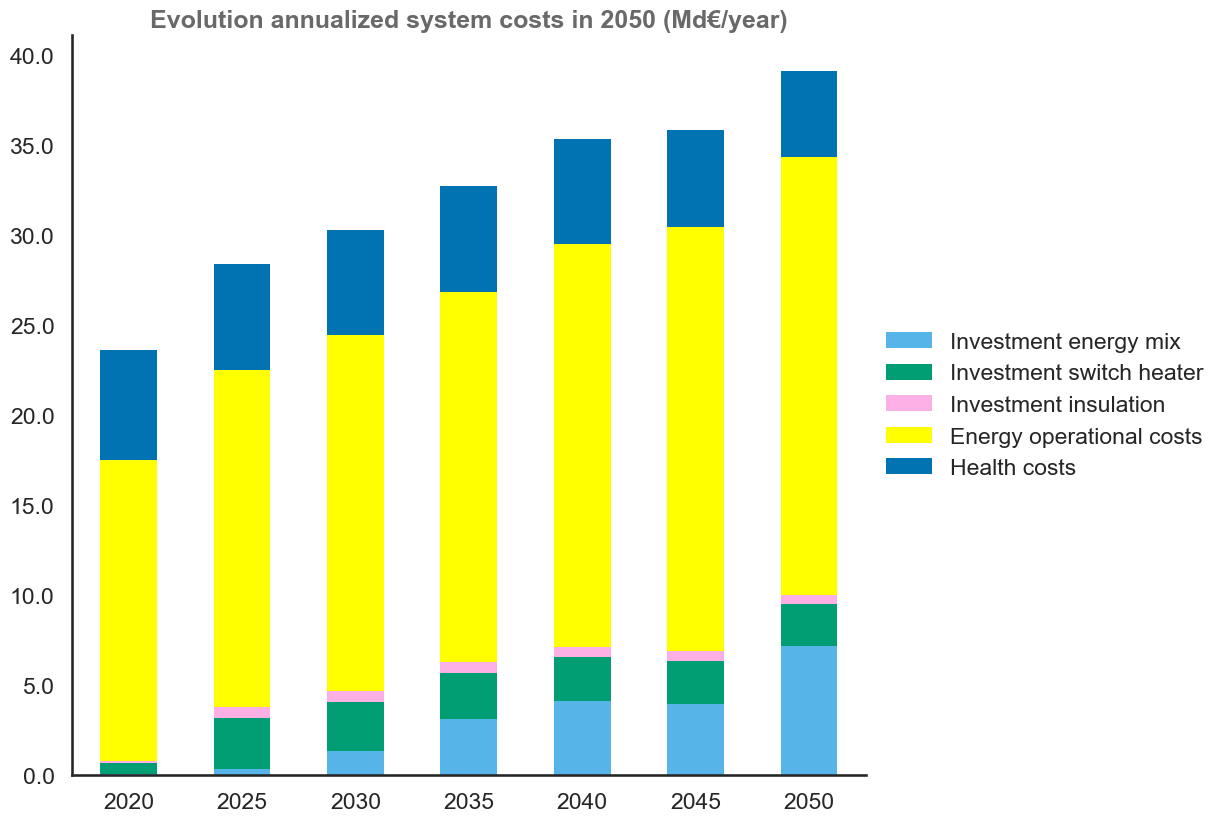 Evolution annualized system costs in 2050 (Md€/year)
40.0
35.0
30.0
25.0
20.0
15.0
10.0
5.0
0.0
2020 2025 2030 2035 2040 2045 2050
Investment energy mix
Investment switch heater
Investment insulation
Energy operational costs
Health costs